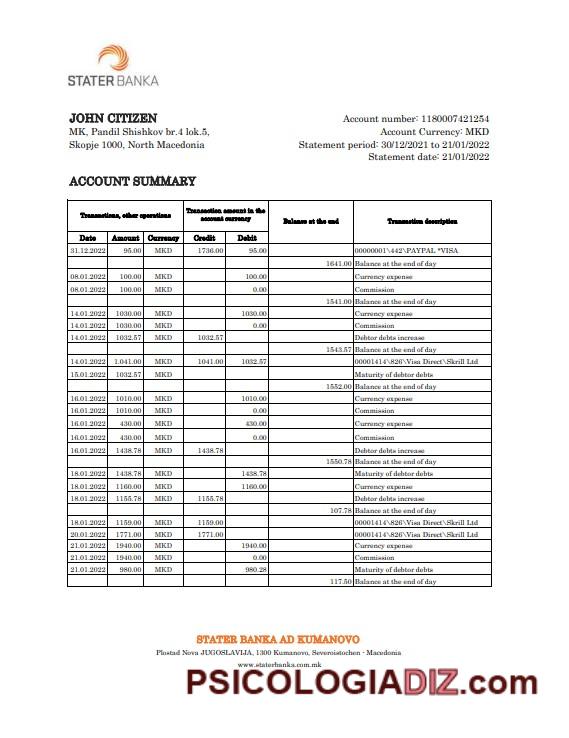 STATER BANKA
JOHN CITIZEN
MK, Pandil Shishkov br.4 lok.5,
Skopje 1000, North Macedonia
Account number: 1180007421254
Account Currency: MKD
Statement period: 30/12/2021 to 21/01/2022
Statement date: 21/01/2022
ACCOUNT SUMMARY
Transactions, other operations Transaction amount in the account currency Balance at the end Transaction description
Date Amount Currency Credit Debit
31.12.2022 95.00 MKD 1736.00 95.00 00000001\442\PAYPAL *VISA
1641.00 Balance at the end of day
08.01.2022 100.00 MKD 100.00 Currency expense
08.01.2022 100.00 MKD 0.00 Commission
1541.00 Balance at the end of day
14.01.2022 1030.00 MKD 1030.00 Currency expense
14.01.2022 1030.00 MKD 0.00 Commission
14.01.2022 1032.57 MKD 1032.57 Debtor debts increase
1543.57 Balance at the end of day
14.01.2022 1.041.00 MKD 1041.00 1032.57 00001414\826\Visa Direct\Skrill Ltd
15.01.2022 1032.57 MKD Maturity of debtor debts
1552.00 Balance at the end of day
16.01.2022 1010.00 MKD 1010.00 Currency expense
16.01.2022 1010.00 MKD 0.00 Commission
16.01.2022 430.00 MKD 430.00 Currency expense
16.01.2022 430.00 MKD 0.00 Commission
16.01.2022 1438.78 MKD 1438.78 Debtor debts increase
1550.78 Balance at the end of day
18.01.2022 1438.78 MKD 1438.78 Maturity of debtor debts
18.01.2022 1160.00 MKD 1160.00 Currency expense
18.01.2022 1155.78 MKD 1155.78 Debtor debts increase
107.78 Balance at the end of day
18.01.2022 1159.00 MKD 1159.00 00001414\826\Visa Direct\Skrill Ltd
20.01.2022 1771.00 MKD 1771.00 00001414\826\Visa Direct\Skrill Ltd
21.01.2022 1940.00 MKD 1940.00 Currency expense
21.01.2022 1940.00 MKD 0.00 Commission
21.01.2022 980.00 MKD 980.28 Maturity of debtor debts
117.50 Balance at the end of day
STATER BANKA AD KUMANOVO
Plostad Nova JUGOSLAVIJA, 1300 Kumanovo, Severoistochen - Macedonia
www.staterbanka.com.mk
PSICOLOGIADIZ.com